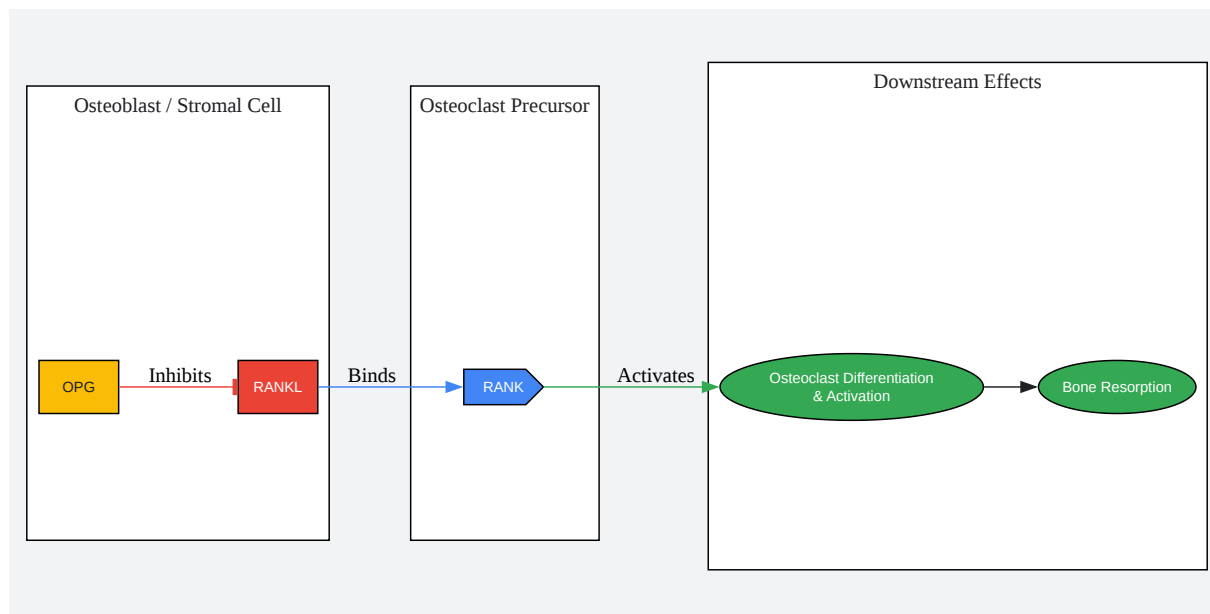 Downstream Effects
Osteoblast / Stromal Cell
Osteoclast Precursor
OPG
Inhibits
RANKL
Binds
RANK
Activates
Osteoclast Differentiation
& Activation
Bone Resorption